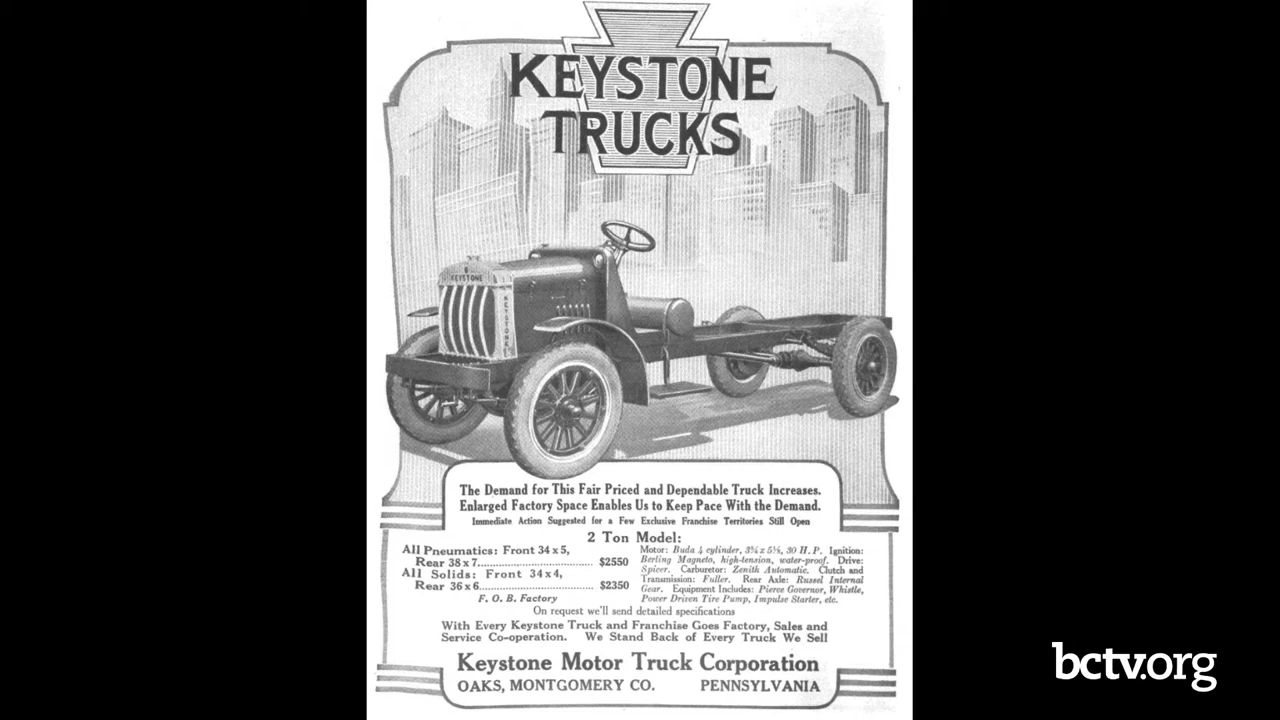 KEYSTONE
TRUCKS
KEYSTONE
KEYSTONE
The Demand for This Fair Priced and Dependable Truck Increases.
Enlarged Factory Space Enables Us to Keep Pace With the Demand.
Immediate Action Suggested for a Few Exclusive Franchise Territories Still Open
2 Ton Model:
All Pneumatics: Front 34 x 5,
Rear 38 x 7 $2550
All Solids: Front 34 x 4,
Rear 36 x 6 $2350
F. O. B. Factory
Motor: Buda 4 cylinder, 3¾ x 5½, 30 H. P. Ignition:
Berling Magneto, high-tension, water-proof. Drive:
Spicer. Carburetor: Zenith Automatic. Clutch and
Transmission: Fuller. Rear Axle: Russel Internal
Gear. Equipment Includes: Pierce Governor, Whistle,
Power Driven Tire Pump, Impulse Starter, etc.
On request we'll send detailed specifications
With Every Keystone Truck and Franchise Goes Factory, Sales and
Service Co-operation. We Stand Back of Every Truck We Sell
Keystone Motor Truck Corporation
OAKS, MONTGOMERY CO. PENNSYLVANIA
bctv.org